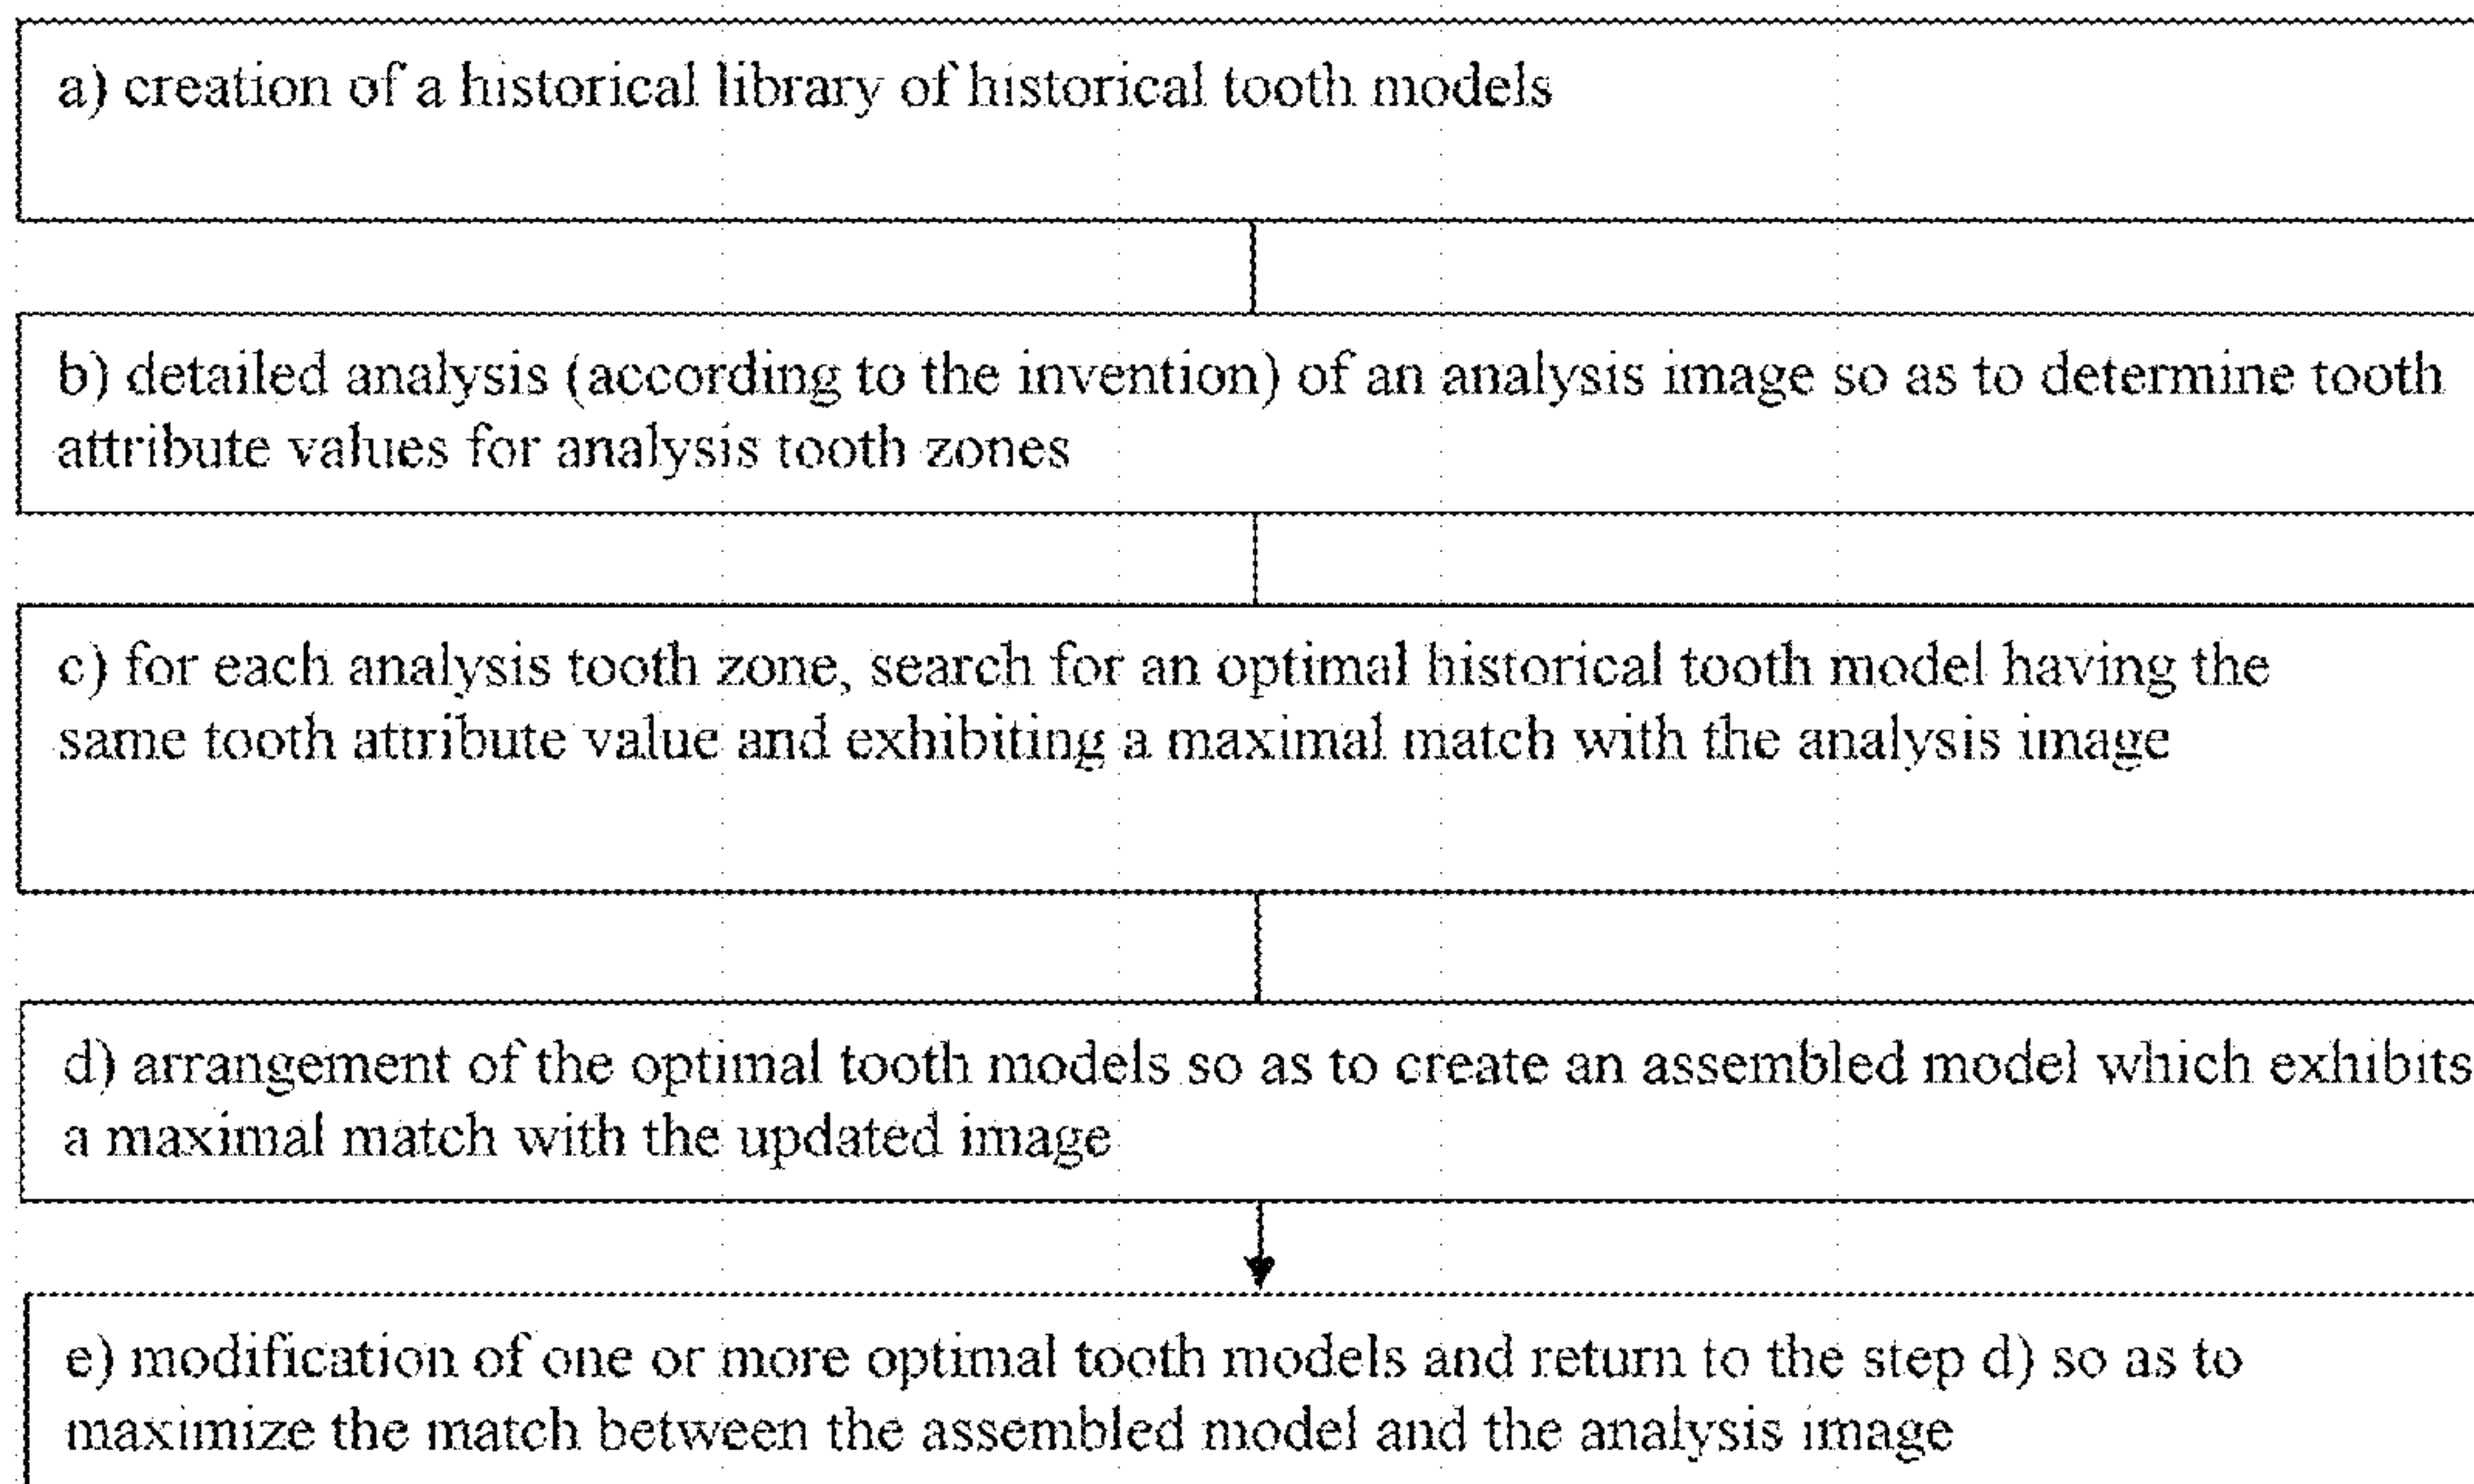 a) creation of a historical library of historical tooth models
b) detailed analysis (according to the invention) of an analysis image so as to determine tooth
attribute values for analysis tooth zones
c) for each analysis tooth zone, search for an optimal historical tooth model having the
same tooth attribute value and exhibiting a maximal match with the analysis image
d) arrangement of the optimal tooth models so as to create an assembled model which exhibits
a maximal match with the updated image
e) modification of one or more optimal tooth models and return to the step d) so as to
maximize the match between the assembled model and the analysis image